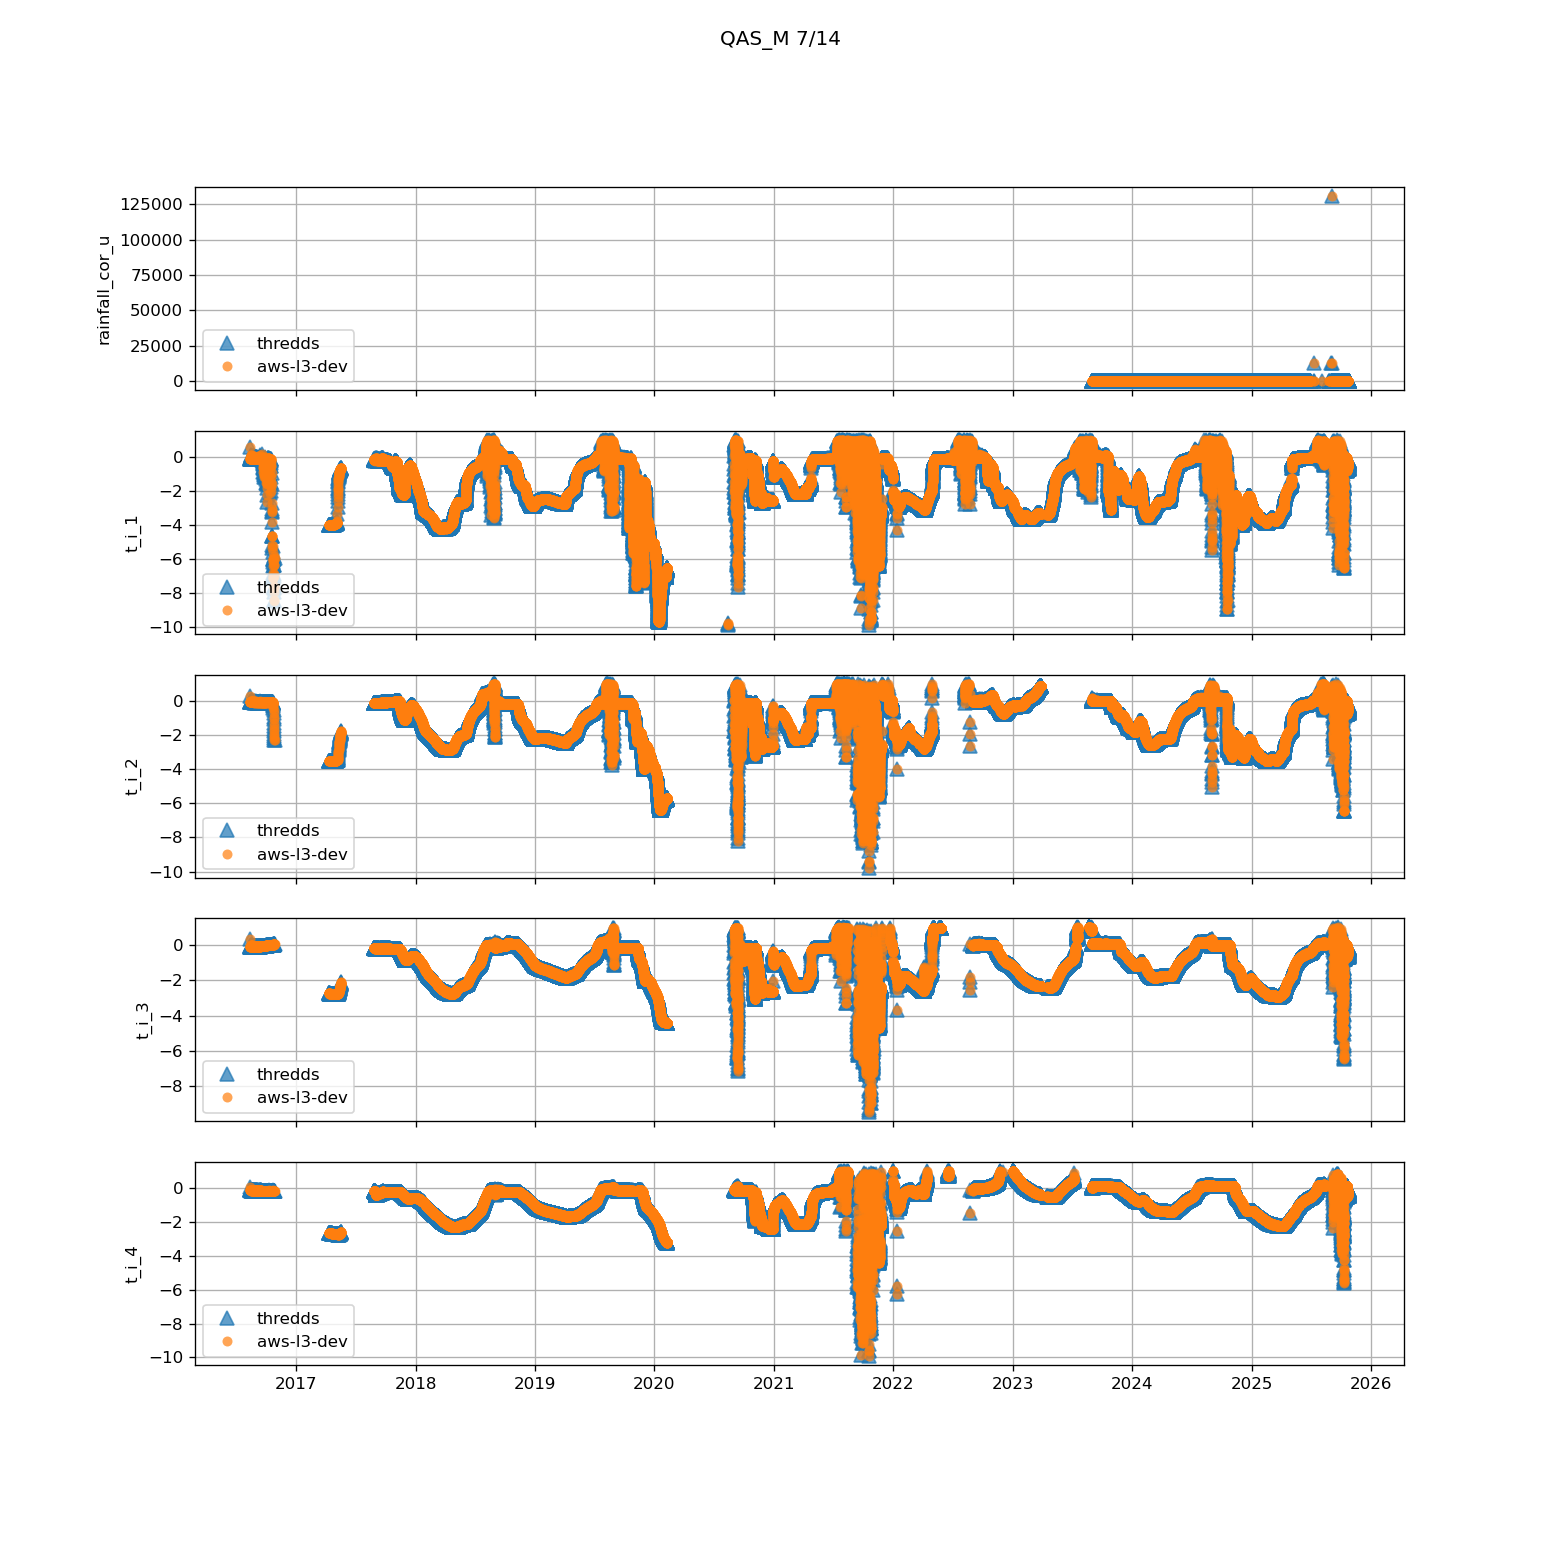 QAS_M 7/14
rainfall_cor_u
125000
100000
75000
50000
25000
0
thredds
aws-l3-dev
t_i_1
0
−2
−4
−6
−8
−10
thredds
aws-l3-dev
t_i_2
0
−2
−4
−6
−8
−10
thredds
aws-l3-dev
t_i_3
0
−2
−4
−6
−8
thredds
aws-l3-dev
t_i_4
0
−2
−4
−6
−8
−10
thredds
aws-l3-dev
2017 2018 2019 2020 2021 2022 2023 2024 2025 2026